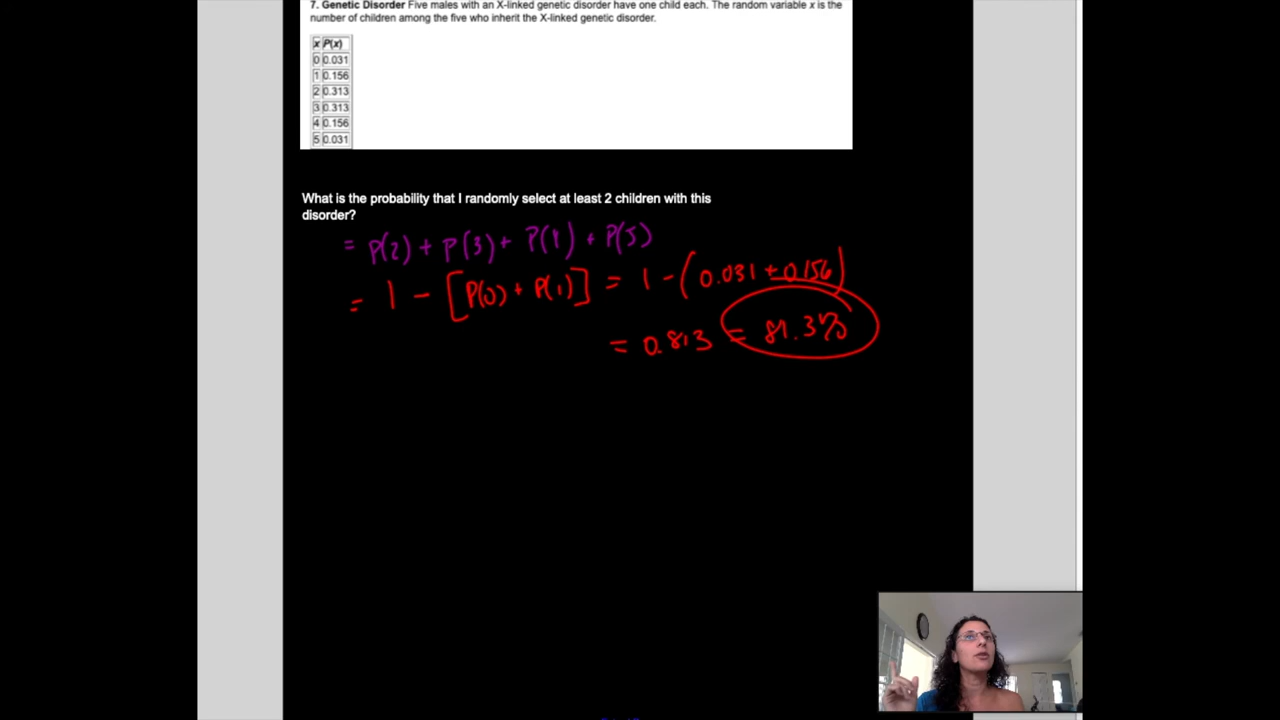 7. Genetic Disorder Five males with an X-linked genetic disorder have one child each. The random variable x is the
number of children among the five who inherit the X-linked genetic disorder.
x P(x)
0 0.031
1 0.156
2 0.313
3 0.313
4 0.156
5 0.031
What is the probability that I randomly select at least 2 children with this
disorder?
= P(2) + P(3) + P(4) + P(5)
= 1 - [P(0) + P(1)] = 1 - (0.031 + 0.156)
= 0.813 = 81.3%